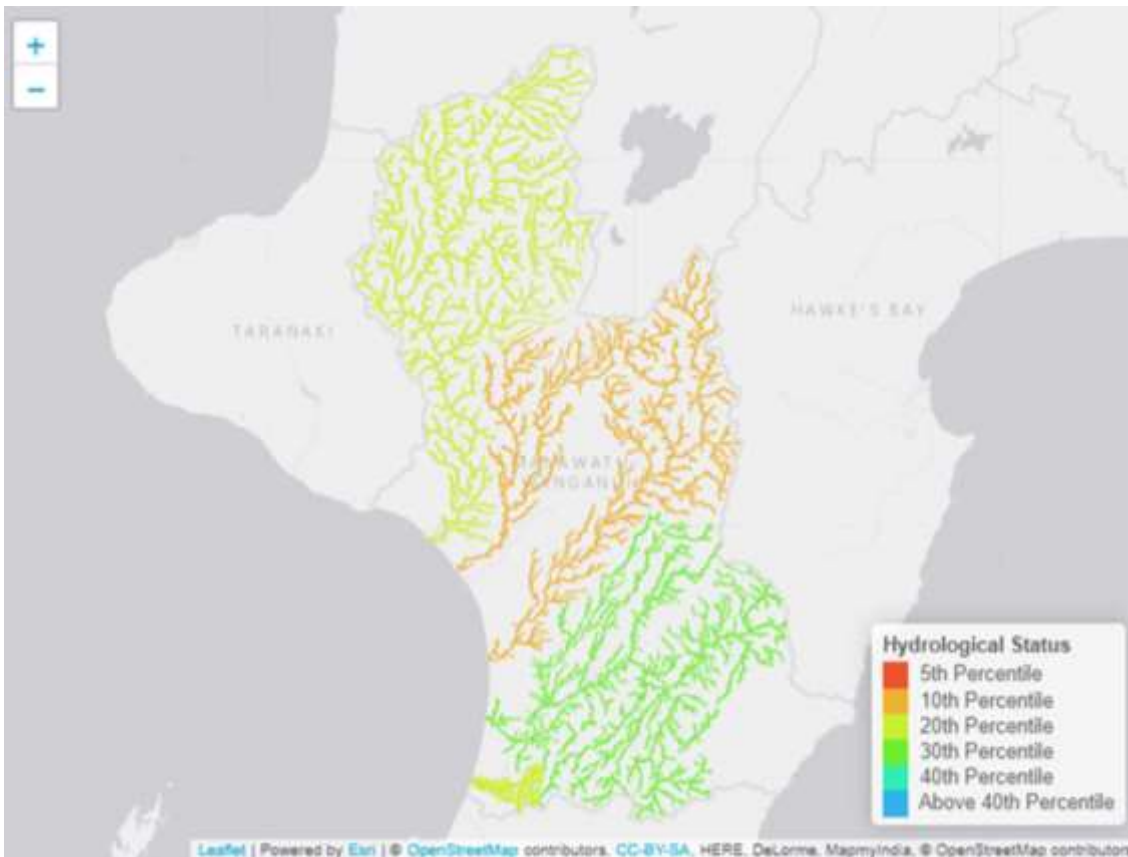 +
−
TARANAKI
HAWKE'S BAY
Hydrological Status
5th Percentile
10th Percentile
20th Percentile
30th Percentile
40th Percentile
Above 40th Percentile
Leaflet | Powered by Esri | © OpenStreetMap contributors, CC-BY-SA, HERE, DeLorme, MapmyIndia, © OpenStreetMap contributors